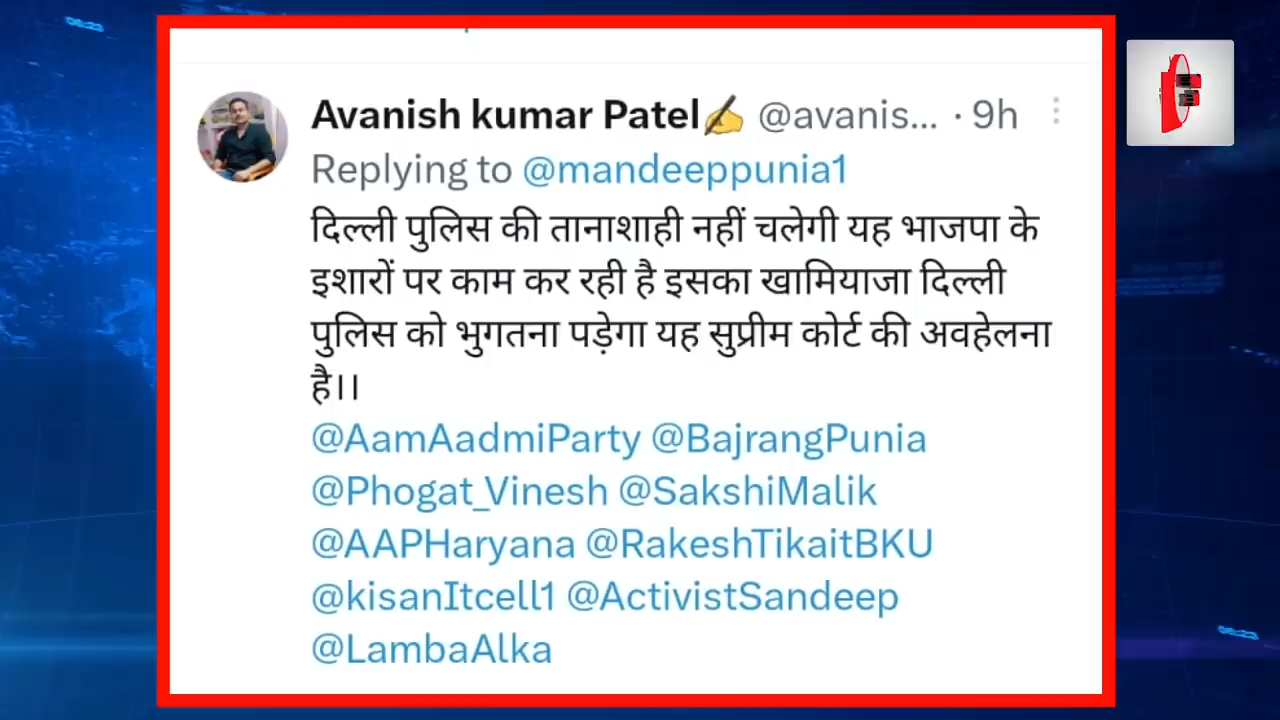 Avanish kumar Patel✍️ @avanis... · 9h
Replying to @mandeeppunia1
दिल्ली पुलिस की तानाशाही नहीं चलेगी यह भाजपा के
इशारों पर काम कर रही है इसका खामियाजा दिल्ली
पुलिस को भुगतना पड़ेगा यह सुप्रीम कोर्ट की अवहेलना
है।।
@AamAadmiParty @BajrangPunia
@Phogat_Vinesh @SakshiMalik
@AAPHaryana @RakeshTikaitBKU
@kisanItcell1 @ActivistSandeep
@LambaAlka